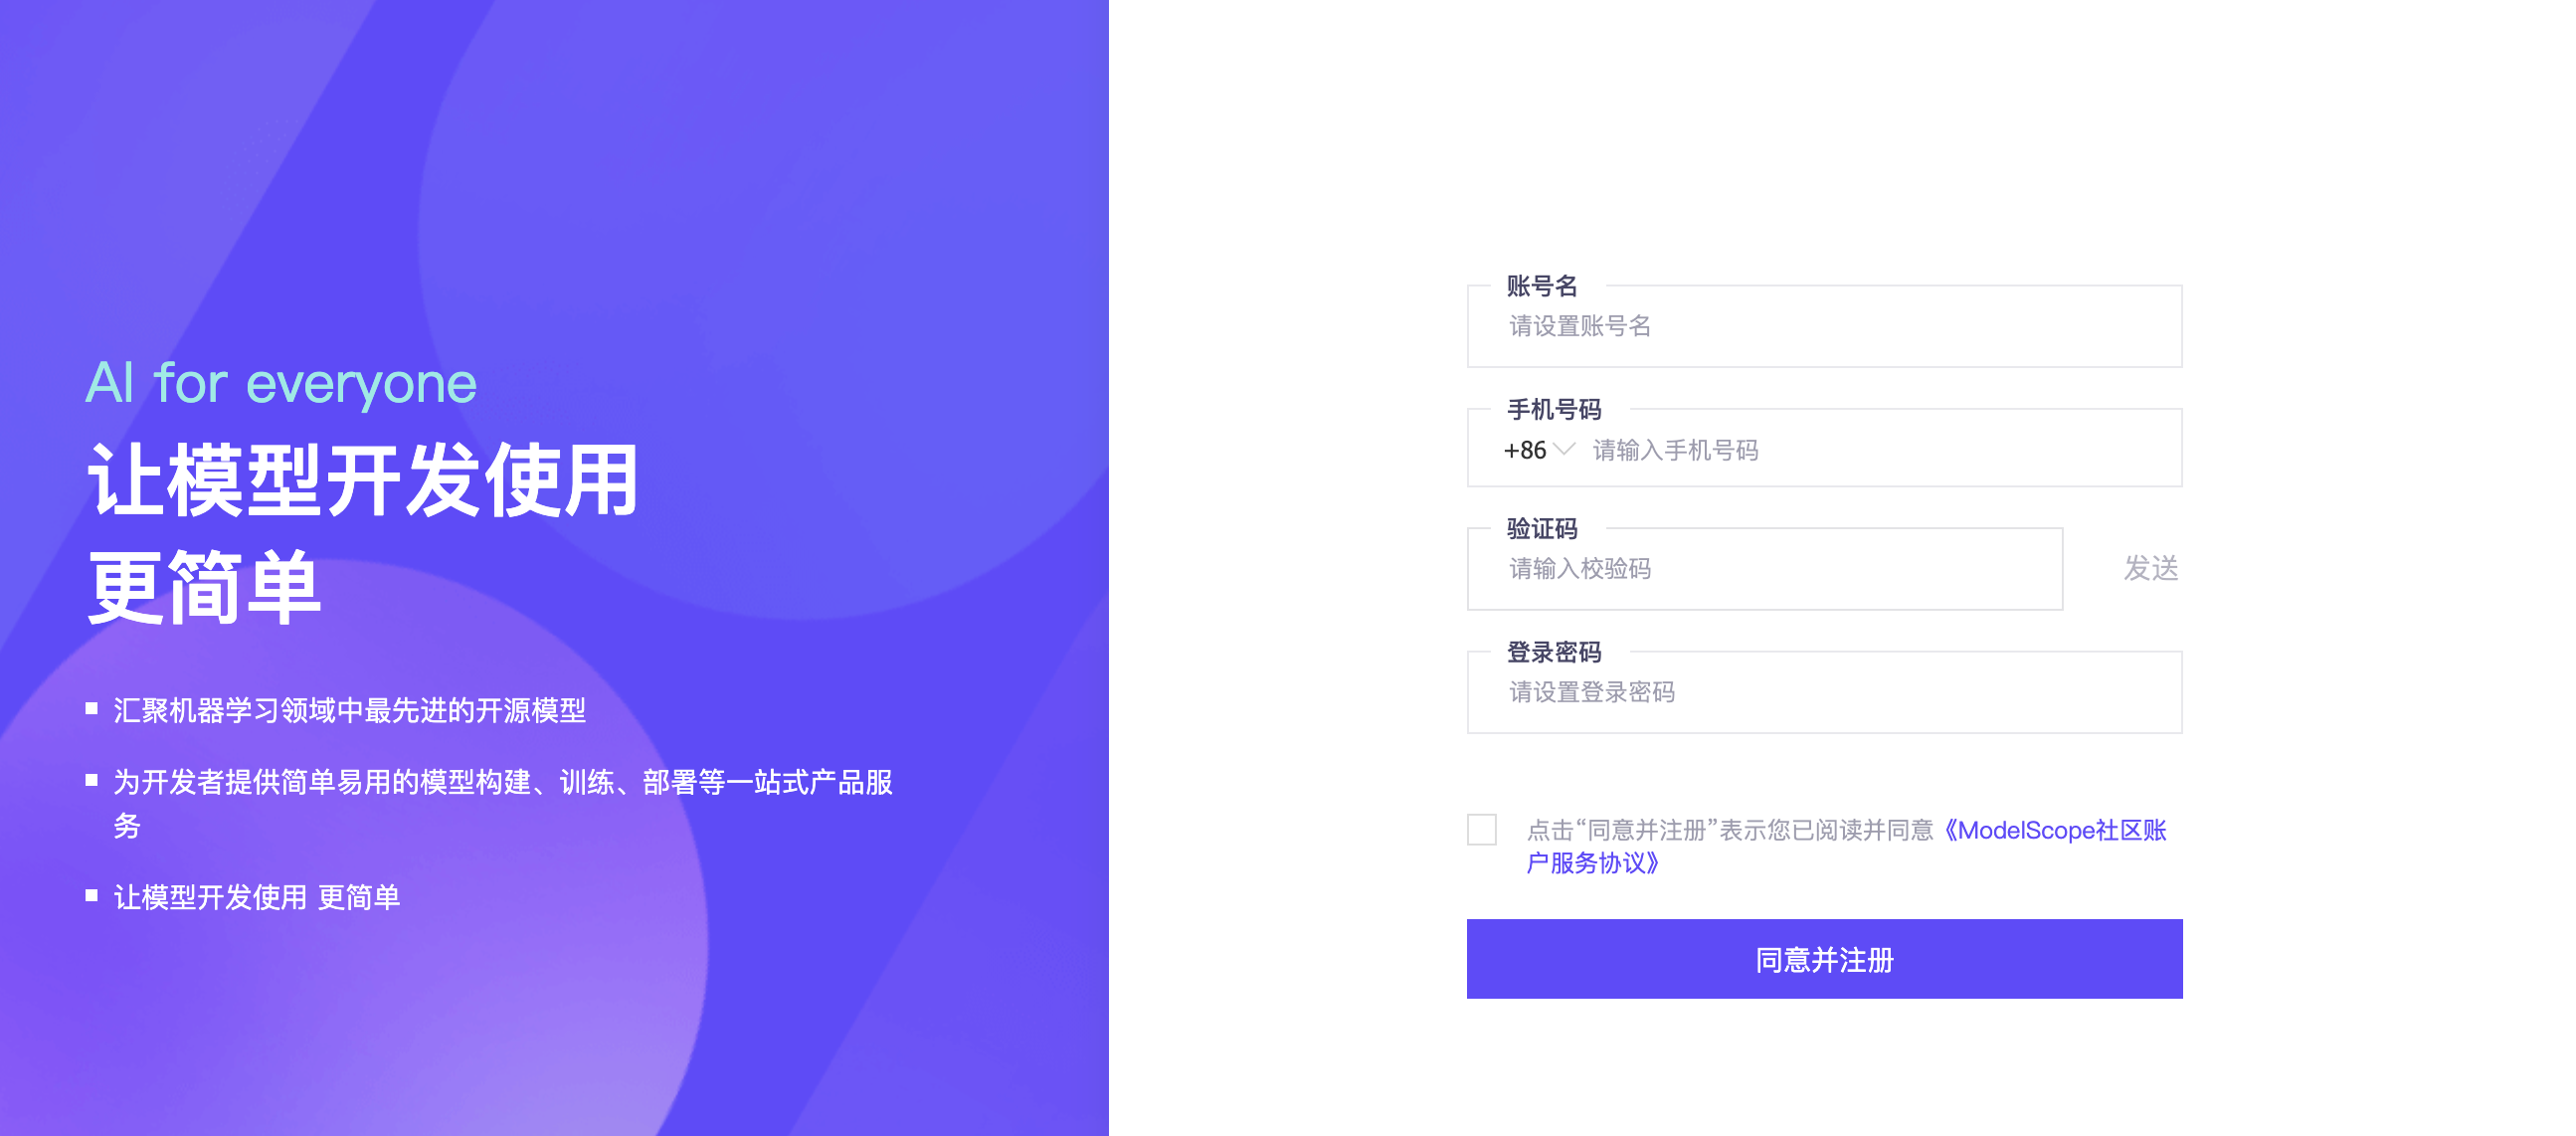 AI for everyone
让模型开发使用
更简单
汇聚机器学习领域中最先进的开源模型
为开发者提供简单易用的模型构建、训练、部署等一站式产品服
务
让模型开发使用 更简单
账号名
请设置账号名
手机号码
+86 请输入手机号码
验证码
请输入校验码
发送
登录密码
请设置登录密码
点击“同意并注册”表示您已阅读并同意《ModelScope社区账
户服务协议》
同意并注册